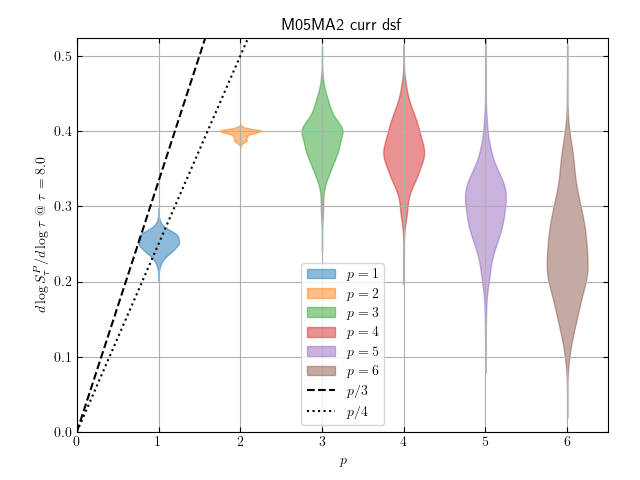 M05MA2 curr dsf
d log S_τ^P / d log τ @ τ = 8.0
0.5
0.4
0.3
0.2
0.1
0.0
p = 1
p = 2
p = 3
p = 4
p = 5
p = 6
p/3
p/4
0 1 2 3 4 5 6
p